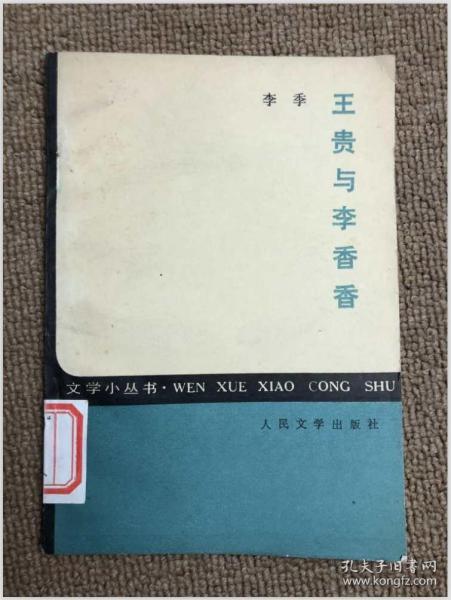 王贵与李香香
李季
文学小丛书·WEN XUE XIAO CONG SHU
人民文学出版社
孔夫子旧书网
www.kongfz.com